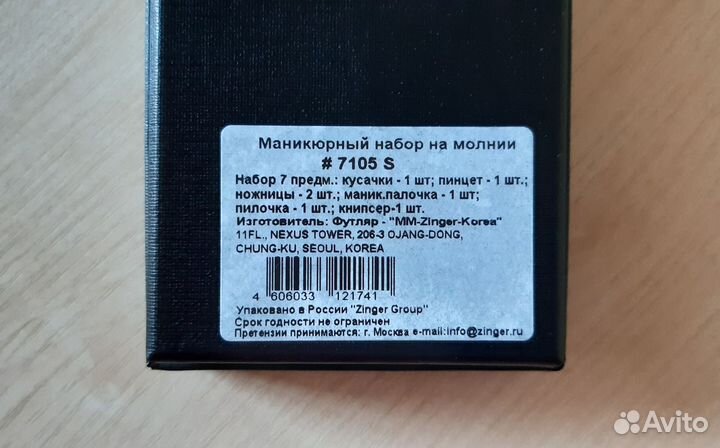 Маникюрный набор на молнии
# 7105 S
Набор 7 предм.: кусачки - 1 шт; пинцет - 1 шт.;
ножницы - 2 шт.; маник.палочка - 1 шт;
пилочка - 1 шт.; книпсер-1 шт.
Изготовитель: Футляр - "MM-Zinger-Korea"
11FL., NEXUS TOWER, 206-3 OJANG-DONG,
CHUNG-KU, SEOUL, KOREA
4 606033 121741
Упаковано в России "Zinger Group"
Срок годности не ограничен
Претензии принимаются: г. Москва e-mail:info@zinger.ru
Avito